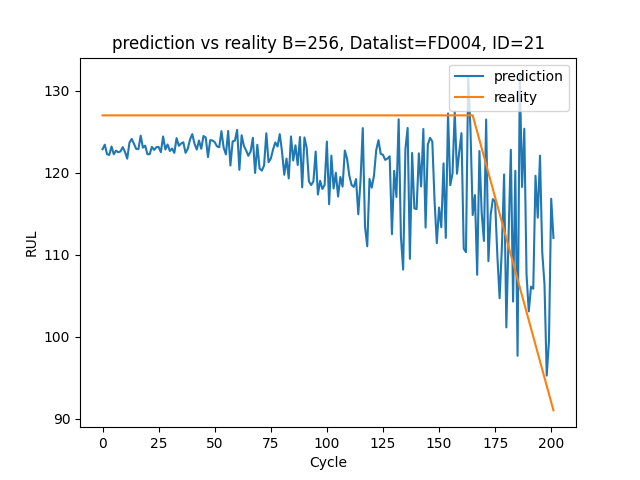 prediction vs reality B=256, Datalist=FD004, ID=21
prediction
reality
130
120
110
100
90
RUL
0 25 50 75 100 125 150 175 200
Cycle